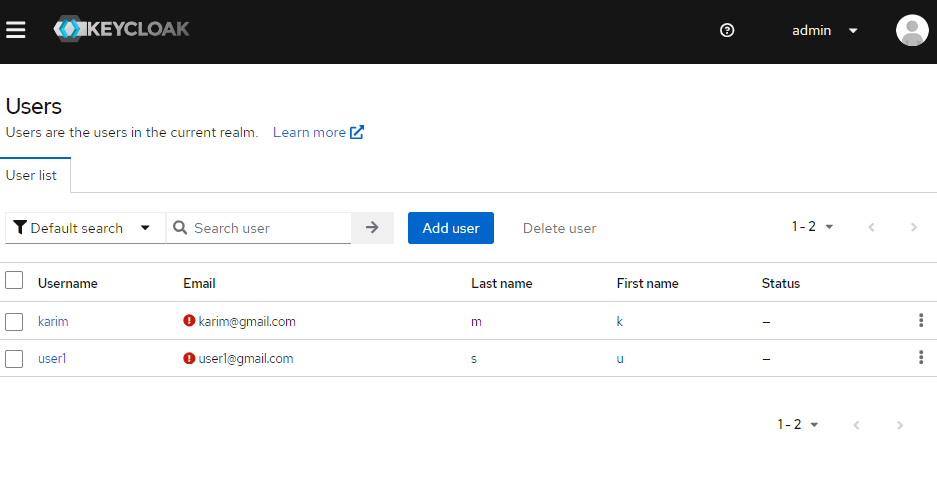 KEYCLOAK
admin
Users
Users are the users in the current realm. Learn more
User list
Default search Search user Add user Delete user 1 - 2
Username Email Last name First name Status
karim karim@gmail.com m k –
user1 user1@gmail.com s u –
1 - 2